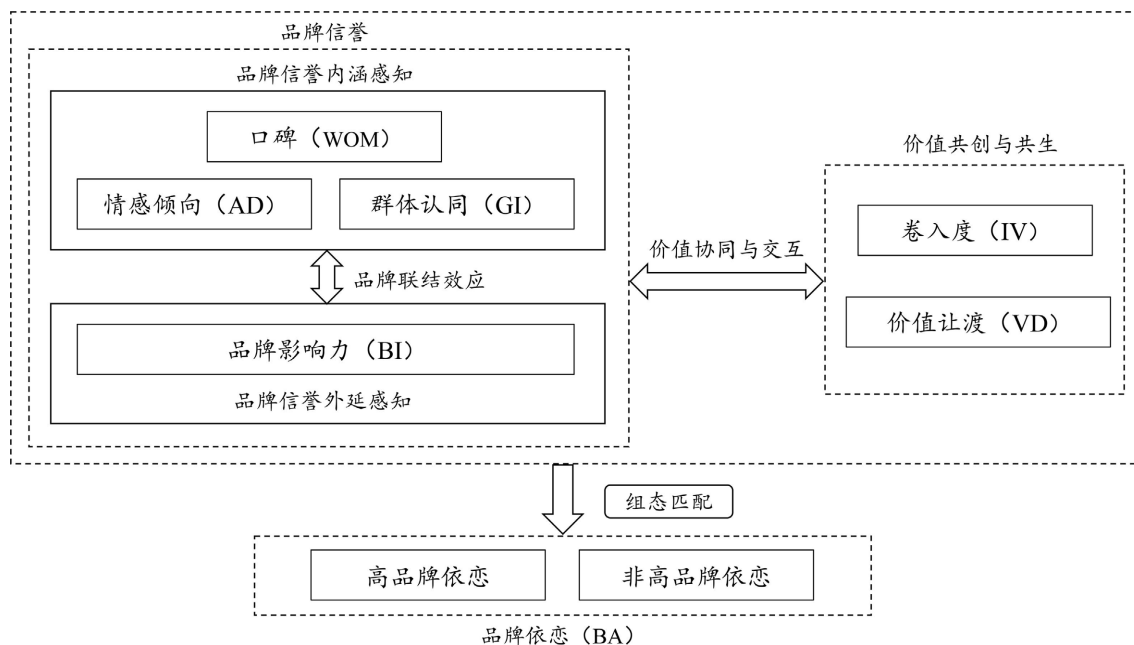 品牌信誉
品牌信誉内涵感知
口碑（WOM）
情感倾向（AD）
群体认同（GI）
品牌联结效应
品牌影响力（BI）
品牌信誉外延感知
价值协同与交互
价值共创与共生
卷入度（IV）
价值让渡（VD）
组态匹配
高品牌依恋
非高品牌依恋
品牌依恋（BA）